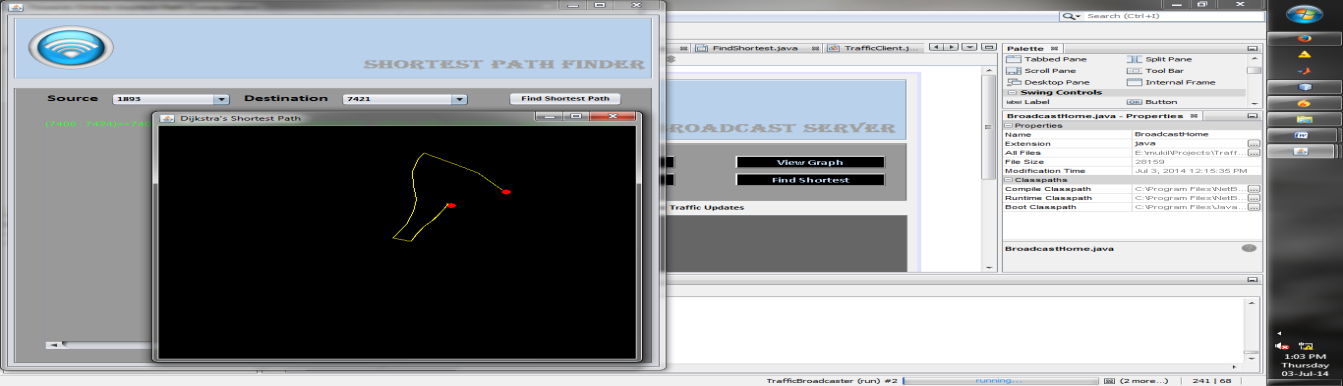 Search (Ctrl+I)
FindShortest.java
TrafficClient.j...
Palette
Tabbed Pane
Split Pane
Scroll Pane
Tool Bar
Desktop Pane
Internal Frame
Swing Controls
label Label
OK Button
SHORTEST PATH FINDER
Source
1893
Destination
7421
Find Shortest Path
Dijkstra's Shortest Path
ROADCAST SERVER
View Graph
Find Shortest
Traffic Updates
BroadcastHome.java - Properties
Properties
Name
BroadcastHome
Extension
java
All Files
E:\mukil\Projects\Traff...
File Size
28159
Modification Time
Jul 3, 2014 12:15:35 PM
Classpaths
Compile Classpath
C:\Program Files\NetB...
Runtime Classpath
C:\Program Files\NetB...
Boot Classpath
C:\Program Files\Java...
BroadcastHome.java
TrafficBroadcaster (run) #2
running...
(2 more...)
241 | 68
1:03 PM
Thursday
03-Jul-14